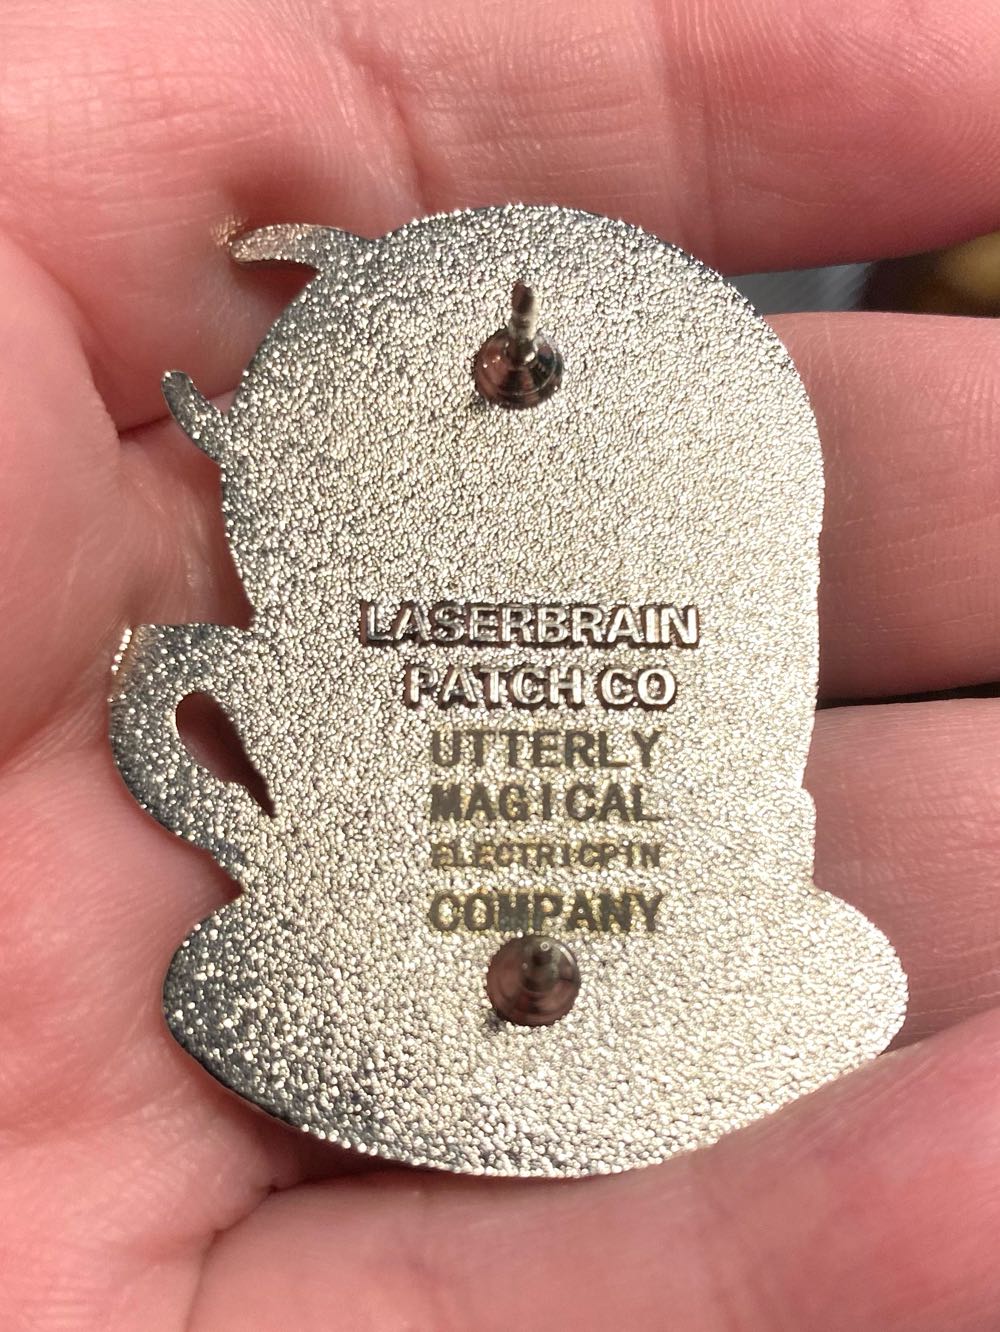 LASERBRAIN
PATCH CO
UTTERLY
MAGICAL
ELECTRICPIN
COMPANY